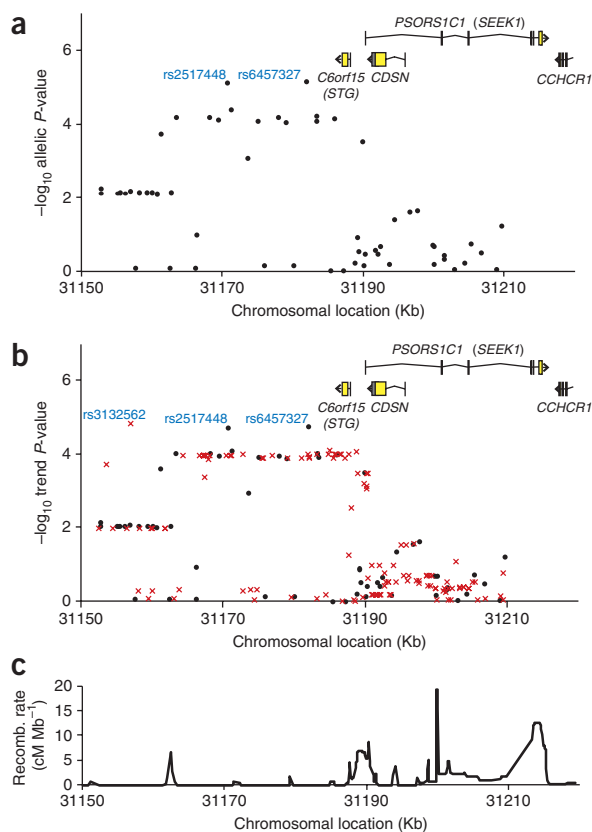 a
PSORS1C1 (SEEK1)
rs2517448 rs6457327
C6orf15 (STG)
CDSN
CCHCR1
6
4
2
0
–log10 allelic P-value
31150 31170 31190 31210
Chromosomal location (Kb)
b
PSORS1C1 (SEEK1)
rs3132562 rs2517448 rs6457327
C6orf15 (STG)
CDSN
CCHCR1
6
4
2
0
–log10 trend P-value
31150 31170 31190 31210
Chromosomal location (Kb)
c
20
15
10
5
0
Recomb. rate
(cM Mb–1)
31150 31170 31190 31210
Chromosomal location (Kb)